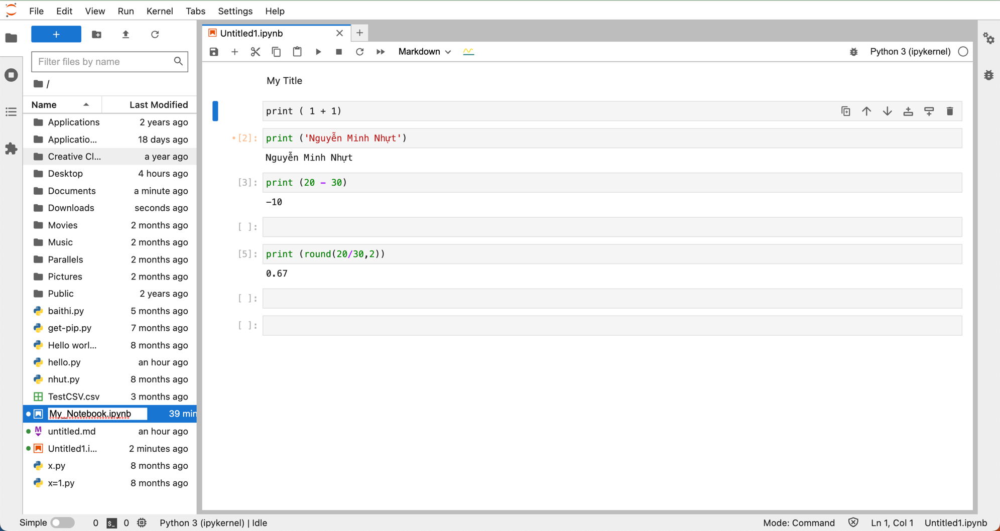 File Edit View Run Kernel Tabs Settings Help
Untitled1.ipynb
Markdown
Python 3 (ipykernel)
Filter files by name
/
Name Last Modified
Applications 2 years ago
Applicatio... 18 days ago
Creative Cl... a year ago
Desktop 4 hours ago
Documents a minute ago
Downloads seconds ago
Movies 2 months ago
Music 2 months ago
Parallels 2 months ago
Pictures 2 months ago
Public 2 years ago
baithi.py 5 months ago
get-pip.py 7 months ago
Hello worl... 8 months ago
hello.py an hour ago
nhut.py 8 months ago
TestCSV.csv 3 months ago
My_Notebook.ipynb 39 min
untitled.md an hour ago
Untitled1.i... 2 minutes ago
x.py 8 months ago
x=1.py 8 months ago
My Title
print ( 1 + 1)
[2]: print ('Nguyễn Minh Nhựt')
Nguyễn Minh Nhựt
[3]: print (20 - 30)
-10
[ ]:
[5]: print (round(20/30,2))
0.67
[ ]:
[ ]:
Simple 0 $_ 0 Python 3 (ipykernel) | Idle
Mode: Command Ln 1, Col 1 Untitled1.ipynb